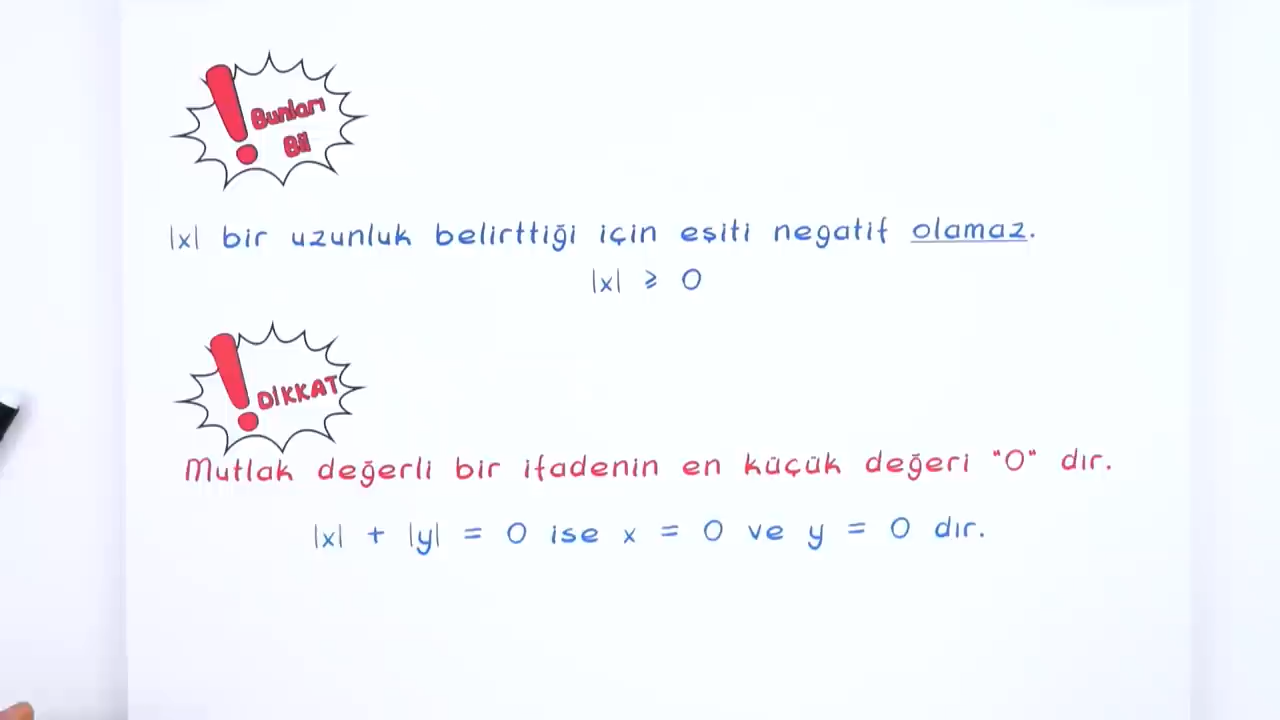 Bunları
Bil
|x| bir uzunluk belirttiği için eşiti negatif olamaz.
|x| ⩾ 0
DİKKAT
Mutlak değerli bir ifadenin en küçük değeri "0" dır.
|x| + |y| = 0 ise x = 0 ve y = 0 dır.